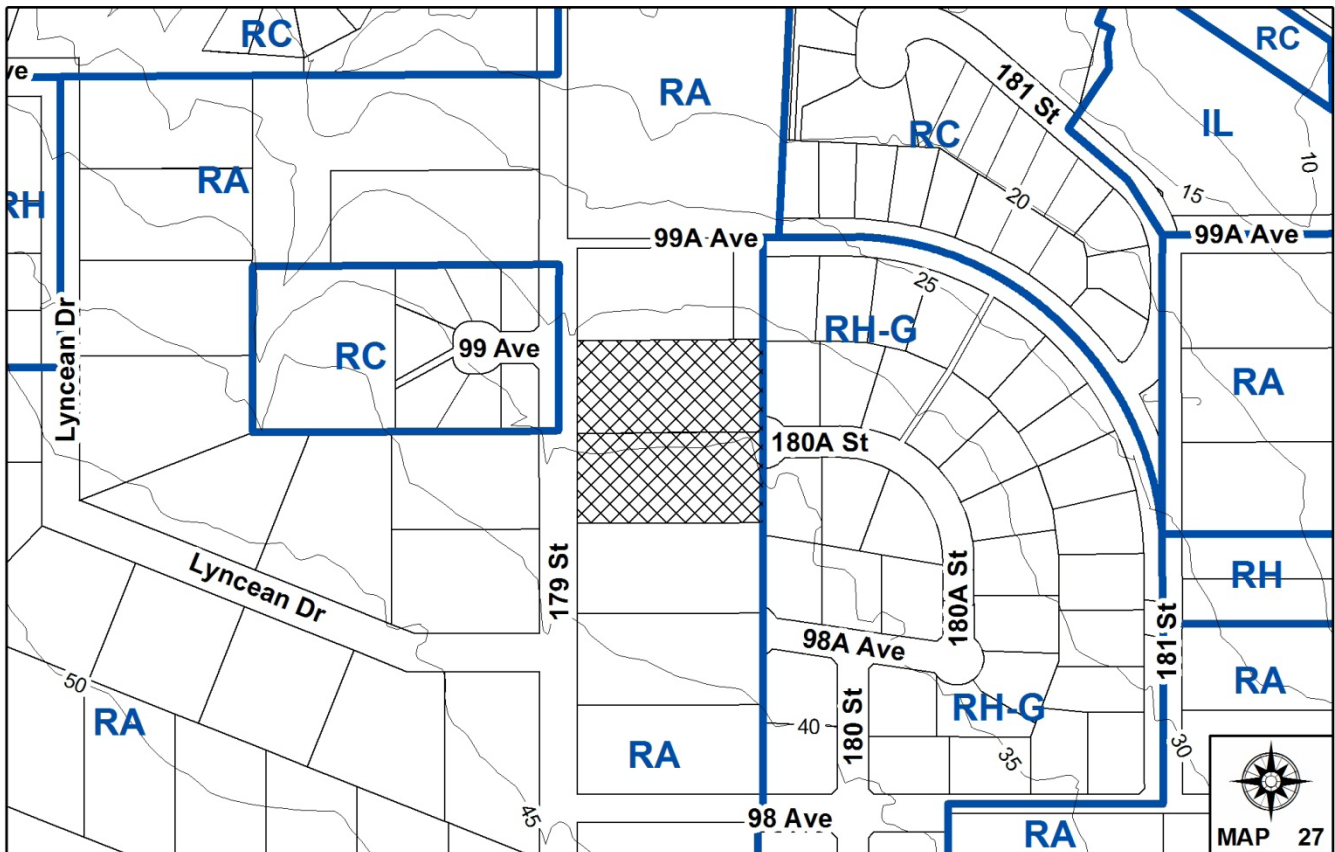 RC
RC
ve
RA
181 St
RA
RC
IL
10
RH
20
15
99A Ave
99A Ave
25
RH-G
RC
99 Ave
RA
Lyncean Dr
180A St
Lyncean Dr
179 St
180A St
RH
98A Ave
181 St
50
RA
180 St
RH-G
RA
RA
40
35
30
45
98 Ave
RA
MAP 27